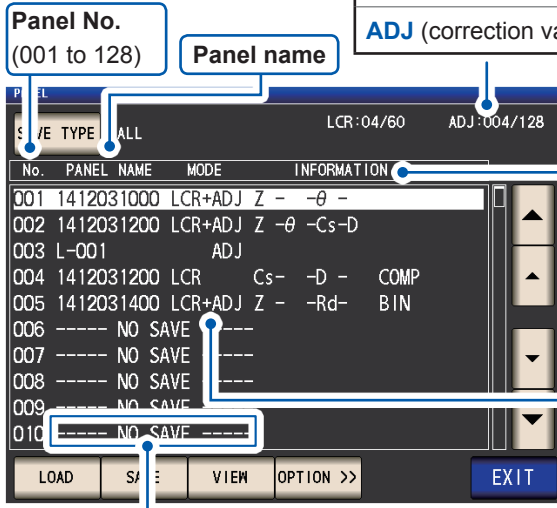 Panel No.
(001 to 128)
Panel name
ADJ (correction
TYPE ALL LCR:04/60 ADJ:004/128
No. PANEL NAME MODE INFORMATION
001 1412031000 LCR+ADJ Z - -θ -
002 1412031200 LCR+ADJ Z -θ -Cs-D
003 L-001 ADJ
004 1412031200 LCR Cs- -D - COMP
005 1412031400 LCR+ADJ Z - -Rd- BIN
006 ----- NO SAVE -----
007 ----- NO SAVE -----
008 ----- NO SAVE -----
009 ----- NO SAVE -----
010 ----- NO SAVE -----
LOAD SAVE VIEW OPTION >> EXIT